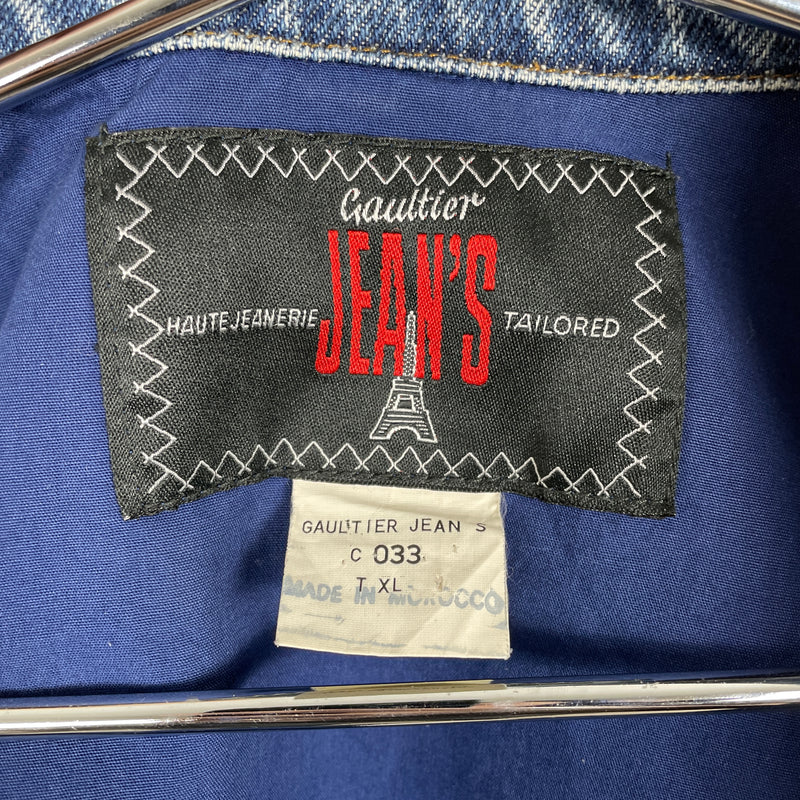 Gaultier
JEAN'S
HAUTE JEANERIE TAILORED
GAULTIER JEAN S
C 033
T XL
MADE IN MOROCCO